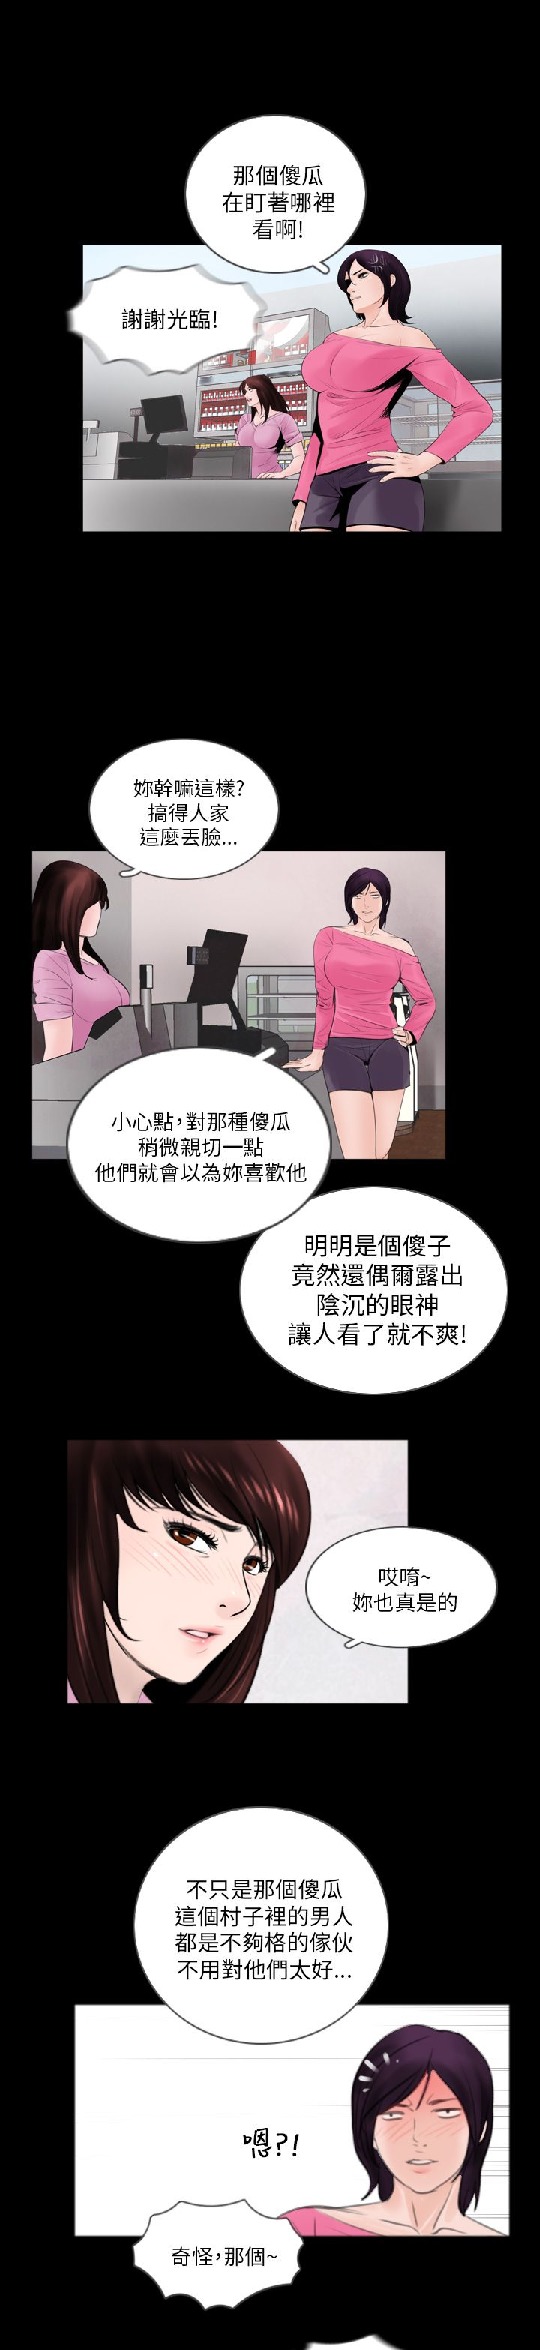 那個傻瓜
在盯著哪裡
看啊!
謝謝光臨!
妳幹嘛這樣?
搞得人家
這麼丟臉...
小心點,對那種傻瓜
稍微親切一點
他們就會以為妳喜歡他
明明是個傻子
竟然還偶爾露出
陰沉的眼神
讓人看了就不爽!
哎唷~
妳也真是的
不只是那個傻瓜
這個村子裡的男人
都是不夠格的傢伙
不用對他們太好...
嗯?!
奇怪,那個~